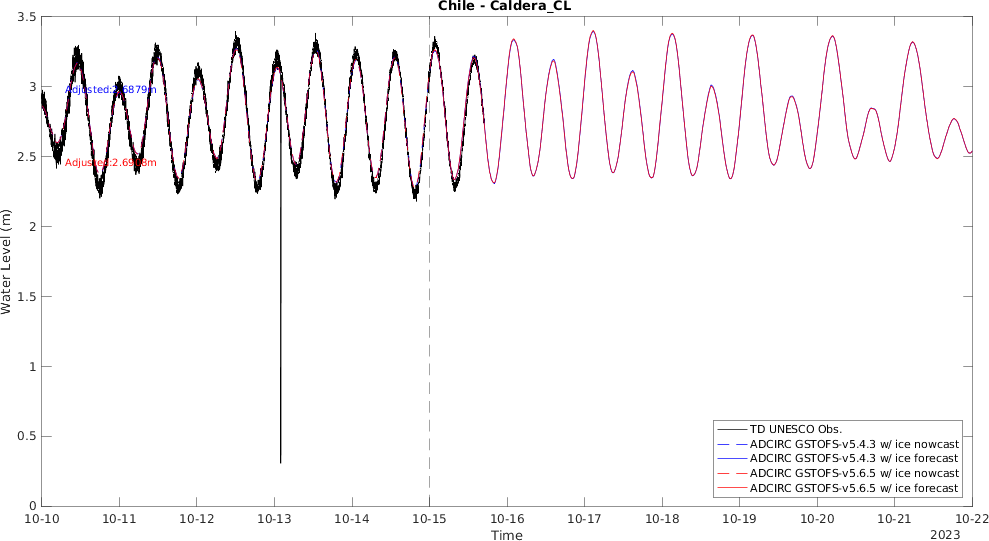 Chile - Caldera_CL
3.5
3
2.5
2
1.5
1
0.5
0
Water Level (m)
Adjusted:2.6879m
TD UNESCO Obs.
ADCIRC GSTOFS-v5.4.3 w/ ice nowcast
ADCIRC GSTOFS-v5.4.3 w/ ice forecast
ADCIRC GSTOFS-v5.6.5 w/ ice nowcast
ADCIRC GSTOFS-v5.6.5 w/ ice forecast
10-10
10-11
10-12
10-13
10-14
10-15
10-16
10-17
10-18
10-19
10-20
10-21
10-22
Time
2023